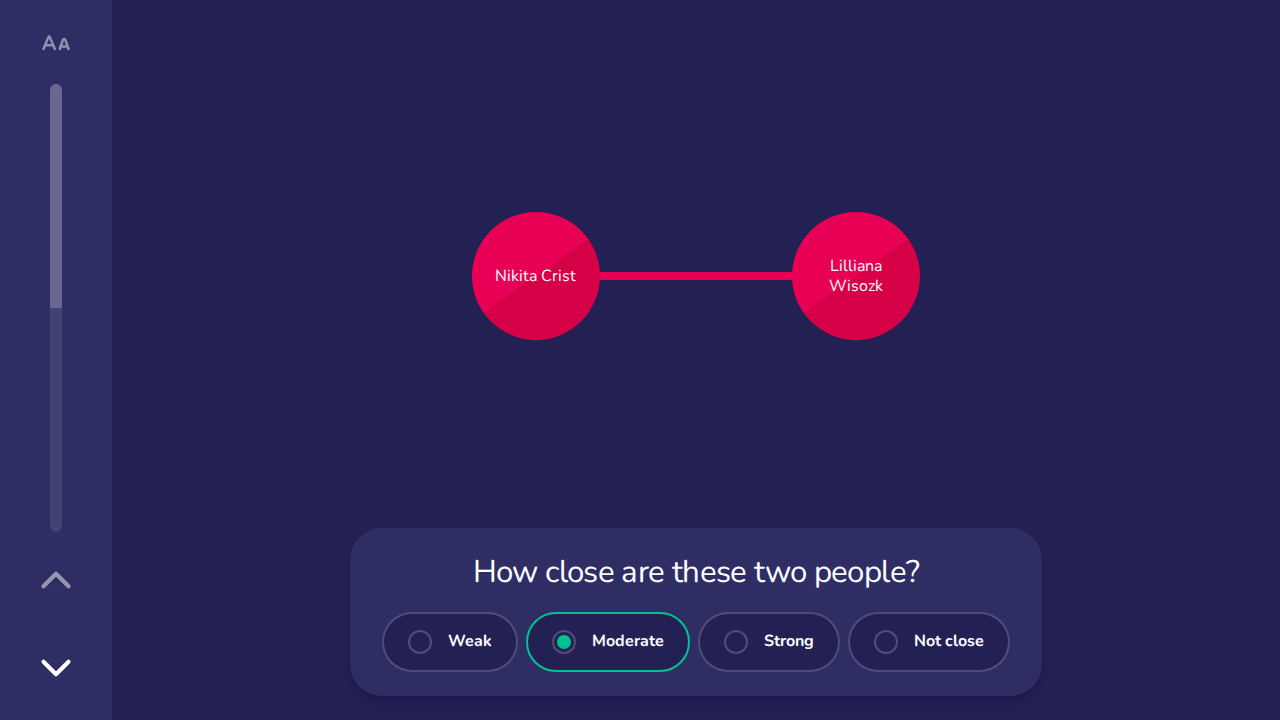 AA
Nikita Crist
Lilliana
Wisozk
How close are these two people?
Weak
Moderate
Strong
Not close